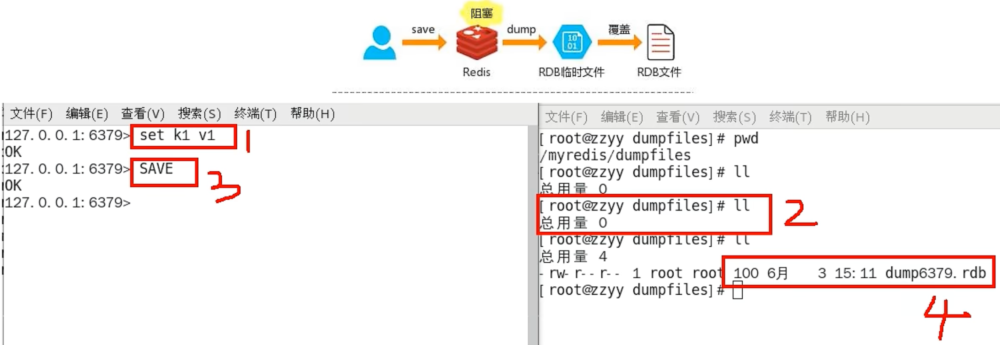 阻塞
save
dump
覆盖
10
01
Redis
RDB临时文件
RDB文件
文件(F) 编辑(E) 查看(V) 搜索(S) 终端(T) 帮助(H)
127.0.0.1:6379> set k1 v1
1
OK
127.0.0.1:6379> SAVE
3
OK
127.0.0.1:6379>
文件(F) 编辑(E) 查看(V) 搜索(S) 终端(T) 帮助(H)
[root@zzyy dumpfiles]# pwd
/myredis/dumpfiles
[root@zzyy dumpfiles]# ll
总用量 0
[root@zzyy dumpfiles]# ll
总用量 0
2
[root@zzyy dumpfiles]# ll
总用量 4
-rw-r--r-- 1 root root 100 6月 3 15:11 dump6379.rdb
[root@zzyy dumpfiles]#
4